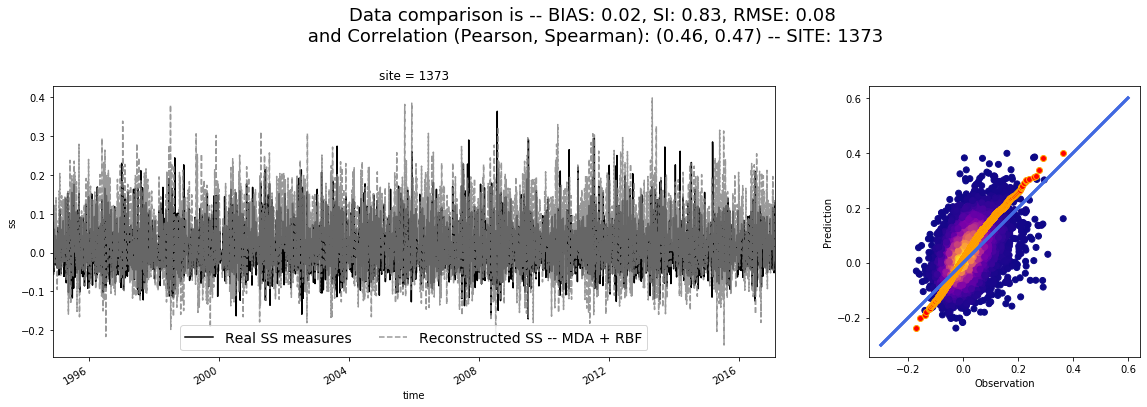 Data comparison is -- BIAS: 0.02, SI: 0.83, RMSE: 0.08
and Correlation (Pearson, Spearman): (0.46, 0.47) -- SITE: 1373
site = 1373
0.4
0.3
0.2
0.1
0.0
−0.1
−0.2
ss
Real SS measures
Reconstructed SS -- MDA + RBF
1996
2000
2004
2008
2012
2016
time
0.6
0.4
0.2
0.0
−0.2
Prediction
−0.2
0.0
0.2
0.4
0.6
Observation